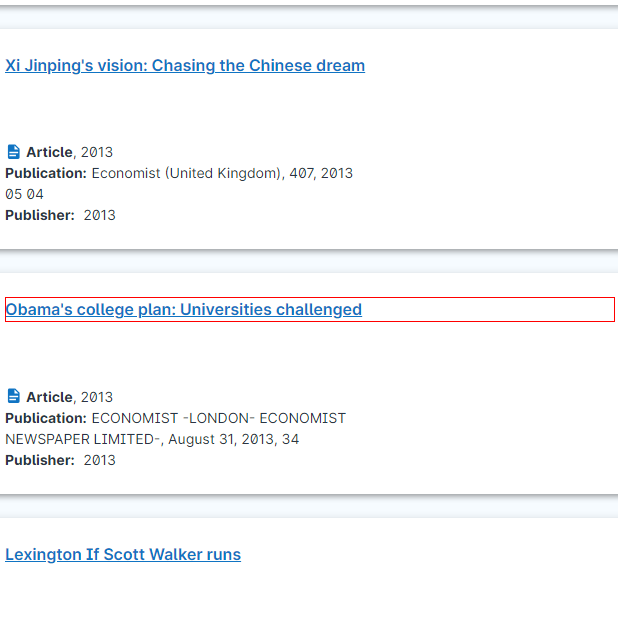 Xi Jinping's vision: Chasing the Chinese dream
Article, 2013
Publication: Economist (United Kingdom), 407, 2013
05 04
Publisher: 2013
Obama's college plan: Universities challenged
Article, 2013
Publication: ECONOMIST -LONDON- ECONOMIST
NEWSPAPER LIMITED-, August 31, 2013, 34
Publisher: 2013
Lexington If Scott Walker runs